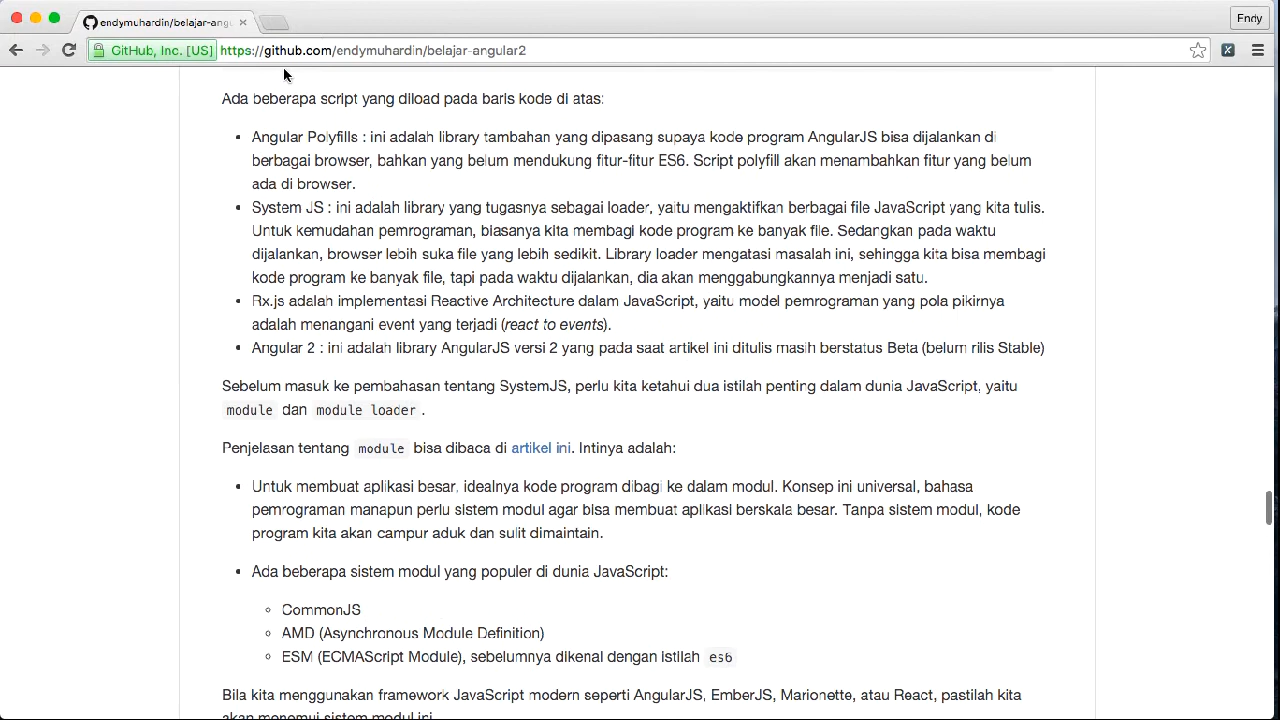 endymuhardin/belajar-angu
Endy
GitHub, Inc. [US] https://github.com/endymuhardin/belajar-angular2
Ada beberapa script yang diload pada baris kode di atas:
• Angular Polyfills : ini adalah library tambahan yang dipasang supaya kode program AngularJS bisa dijalankan di
berbagai browser, bahkan yang belum mendukung fitur-fitur ES6. Script polyfill akan menambahkan fitur yang belum
ada di browser.
• System JS : ini adalah library yang tugasnya sebagai loader, yaitu mengaktifkan berbagai file JavaScript yang kita tulis.
Untuk kemudahan pemrograman, biasanya kita membagi kode program ke banyak file. Sedangkan pada waktu
dijalankan, browser lebih suka file yang lebih sedikit. Library loader mengatasi masalah ini, sehingga kita bisa membagi
kode program ke banyak file, tapi pada waktu dijalankan, dia akan menggabungkannya menjadi satu.
• Rx.js adalah implementasi Reactive Architecture dalam JavaScript, yaitu model pemrograman yang pola pikirnya
adalah menangani event yang terjadi (react to events).
• Angular 2 : ini adalah library AngularJS versi 2 yang pada saat artikel ini ditulis masih berstatus Beta (belum rilis Stable)
Sebelum masuk ke pembahasan tentang SystemJS, perlu kita ketahui dua istilah penting dalam dunia JavaScript, yaitu
module dan module loader.
Penjelasan tentang module bisa dibaca di artikel ini. Intinya adalah:
• Untuk membuat aplikasi besar, idealnya kode program dibagi ke dalam modul. Konsep ini universal, bahasa
pemrograman manapun perlu sistem modul agar bisa membuat aplikasi berskala besar. Tanpa sistem modul, kode
program kita akan campur aduk dan sulit dimaintain.
• Ada beberapa sistem modul yang populer di dunia JavaScript:
◦ CommonJS
◦ AMD (Asynchronous Module Definition)
◦ ESM (ECMAScript Module), sebelumnya dikenal dengan istilah es6
Bila kita menggunakan framework JavaScript modern seperti AngularJS, EmberJS, Marionette, atau React, pastilah kita
akan menemui sistem modul ini.